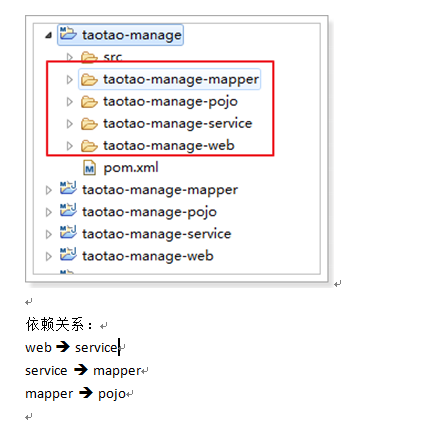 taotao-manage
src
taotao-manage-mapper
taotao-manage-pojo
taotao-manage-service
taotao-manage-web
pom.xml
taotao-manage-mapper
taotao-manage-pojo
taotao-manage-service
taotao-manage-web
依赖关系：
web ➔ service
service ➔ mapper
mapper ➔ pojo